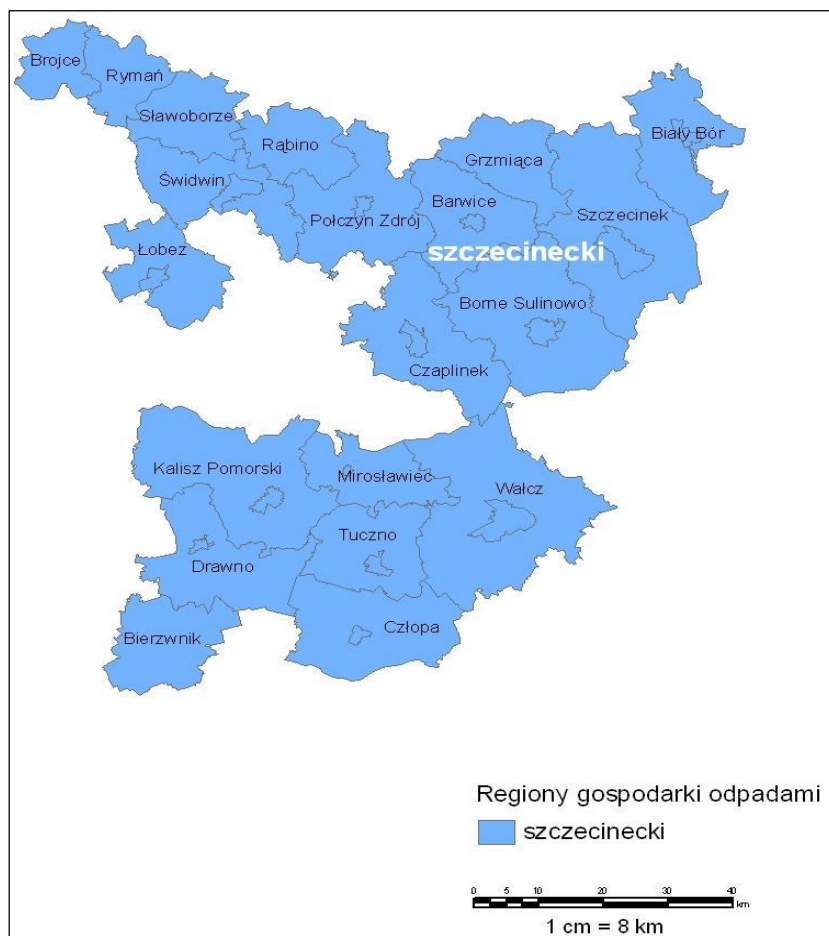 Brojce
Rymań
Sławoborze
Rąbino
Świdwin
Połczyn Zdrój
Łobez
Grzmiąca
Barwice
Biały Bór
Szczecinek
szczecinecki
Borne Sulinowo
Czaplinek
Kalisz Pomorski
Mirosławiec
Wałcz
Tuczno
Drawno
Człopa
Bierzwnik
Regiony gospodarki odpadami
szczecinecki
0 5 10 20 30 40
km
1 cm = 8 km